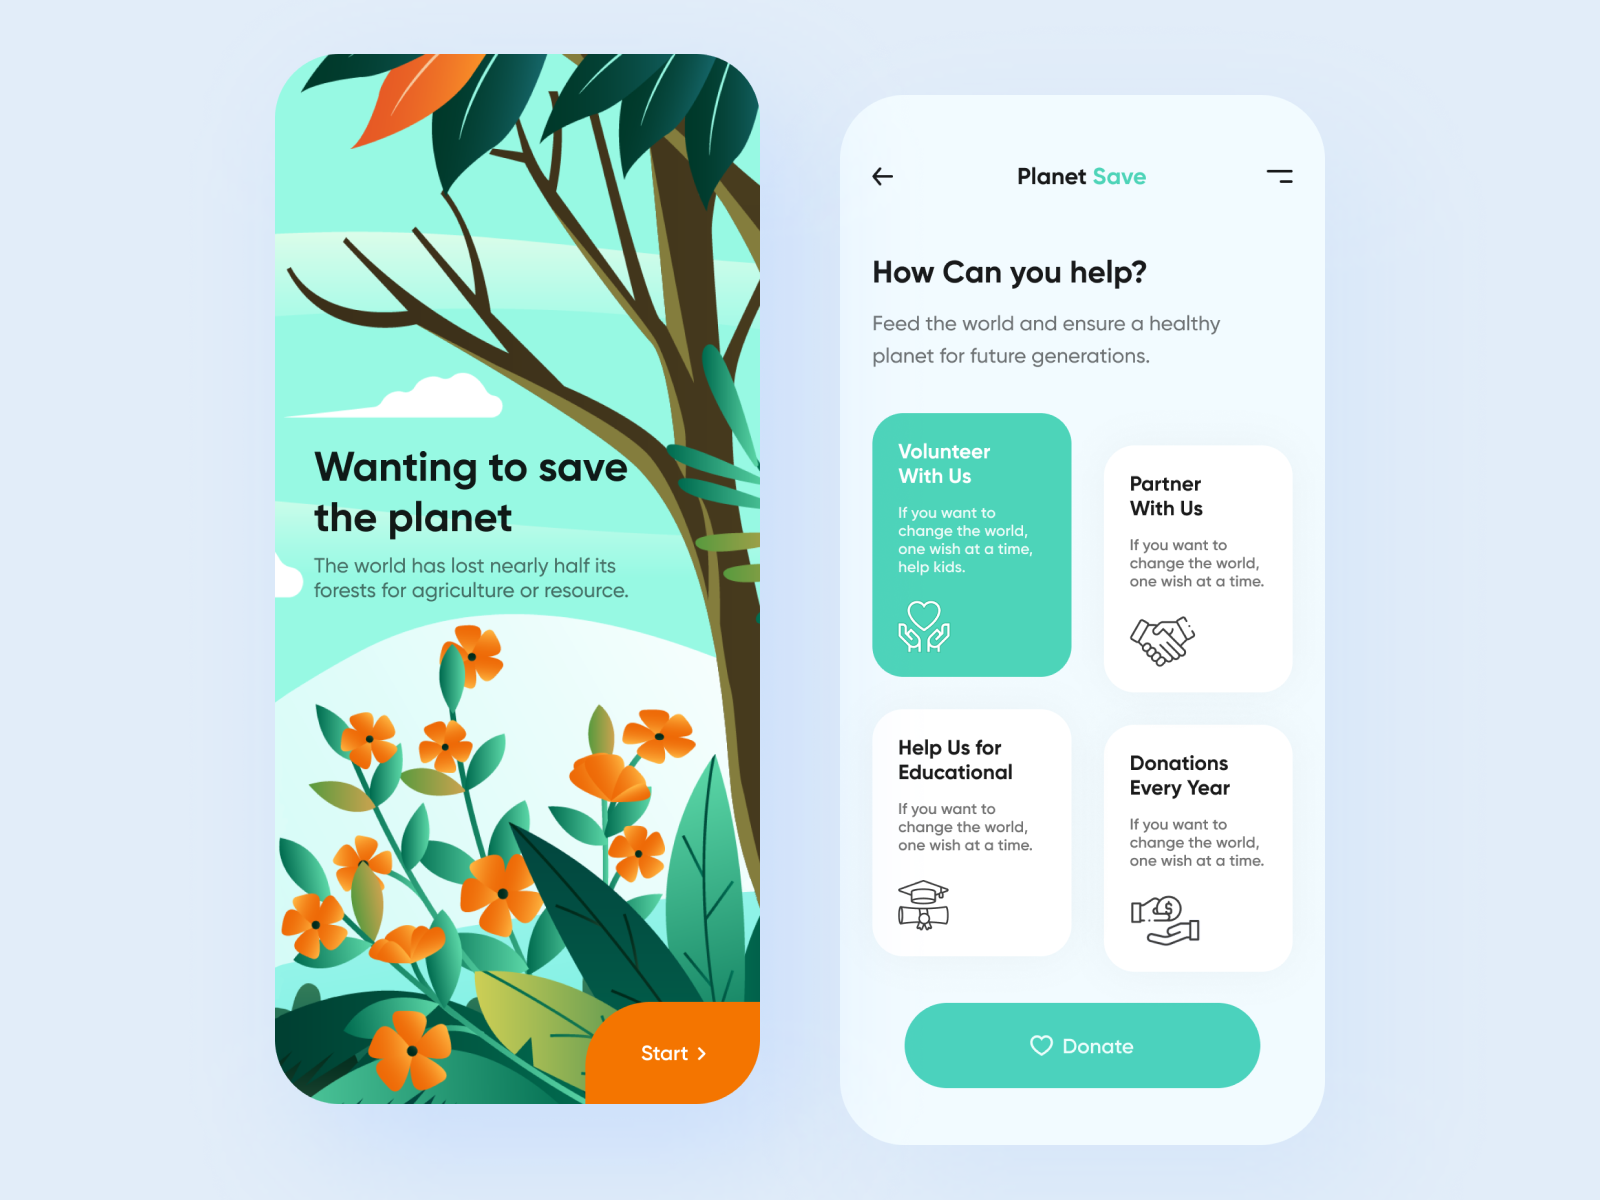 Wanting to save
the planet
The world has lost nearly half its
forests for agriculture or resource.
Start
Planet Save
How Can you help?
Feed the world and ensure a healthy
planet for future generations.
Volunteer
With Us
If you want to
change the world,
one wish at a time,
help kids.
Partner
With Us
If you want to
change the world,
one wish at a time.
Help Us for
Educational
If you want to
change the world,
one wish at a time.
Donations
Every Year
If you want to
change the world,
one wish at a time.
$
Donate